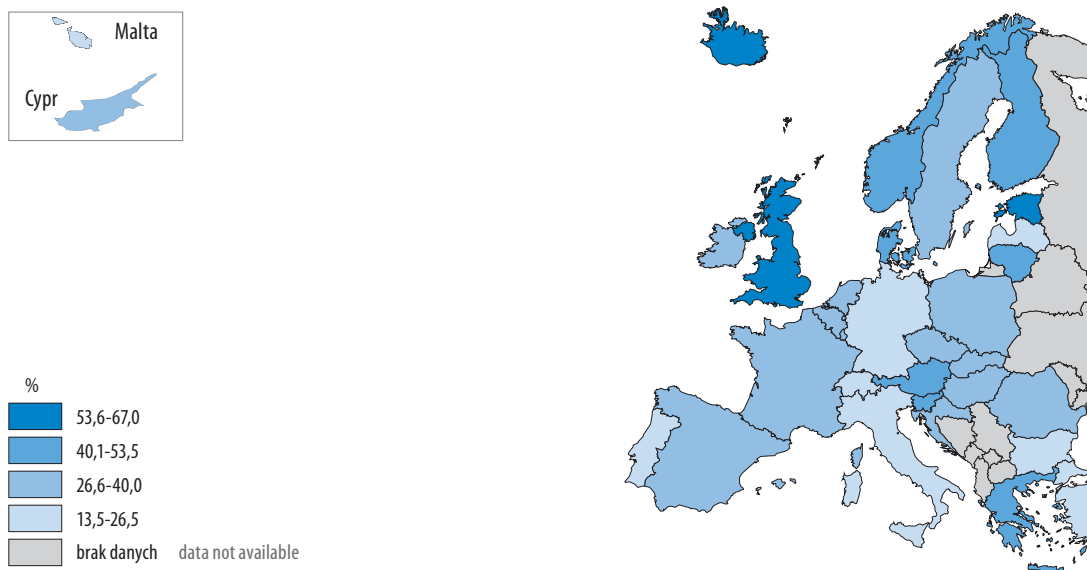 Malta
Cypr
%
53,6-67,0
40,1-53,5
26,6-40,0
13,5-26,5
brak danych data not available